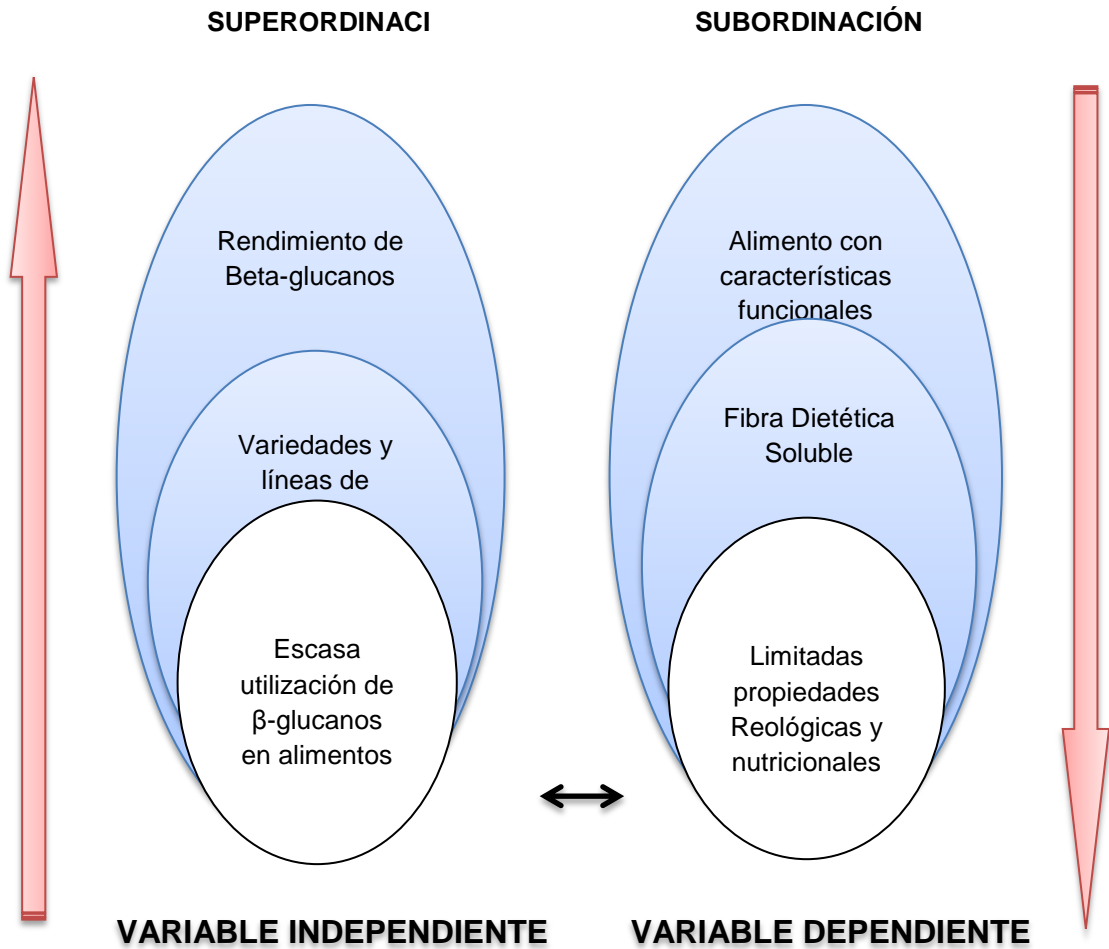 SUPERORDINACI
SUBORDINACIÓN
Rendimiento de
Beta-glucanos
Variedades y
líneas de
Escasa
utilización de
β-glucanos
en alimentos
Alimento con
características
funcionales
Fibra Dietética
Soluble
Limitadas
propiedades
Reológicas y
nutricionales
VARIABLE INDEPENDIENTE
VARIABLE DEPENDIENTE